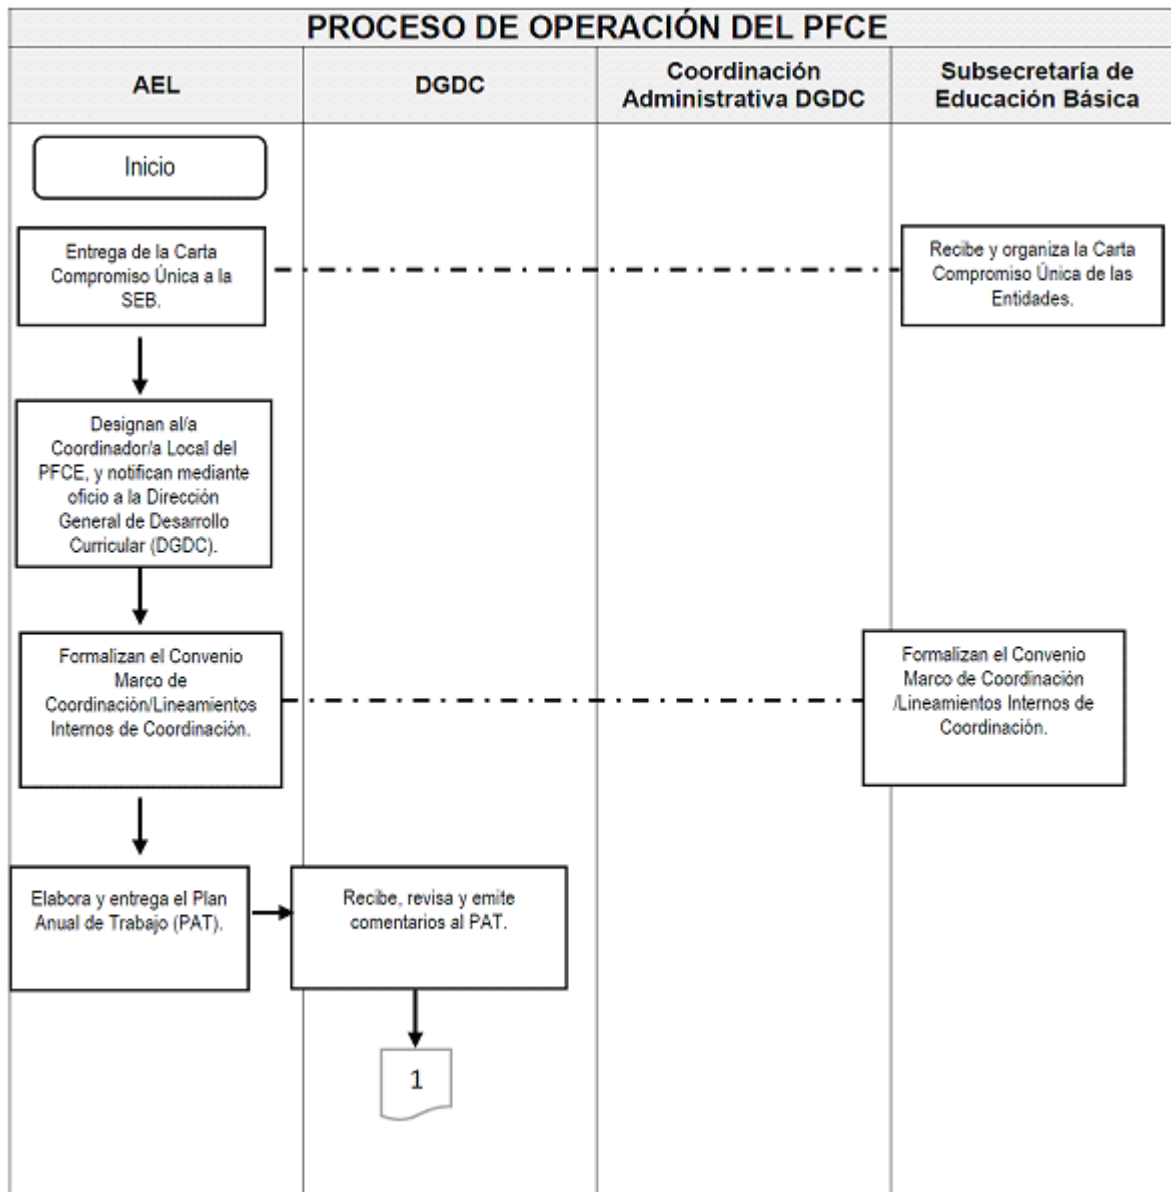 PROCESO DE OPERACIÓN DEL PFCE
AEL
DGDC
Coordinación
Administrativa DGDC
Subsecretaría de
Educación Básica
Inicio
Entrega de la Carta
Compromiso Única a la
SEB.
Recibe y organiza la Carta
Compromiso Única de las
Entidades.
Designan al/a
Coordinador/a Local del
PFCE, y notifican mediante
oficio a la Dirección
General de Desarrollo
Curricular (DGDC).
Formalizan el Convenio
Marco de
Coordinación/Lineamientos
Internos de Coordinación.
Formalizan el Convenio
Marco de Coordinación
/Lineamientos Internos de
Coordinación.
Elabora y entrega el Plan
Anual de Trabajo (PAT).
Recibe, revisa y emite
comentarios al PAT.
1